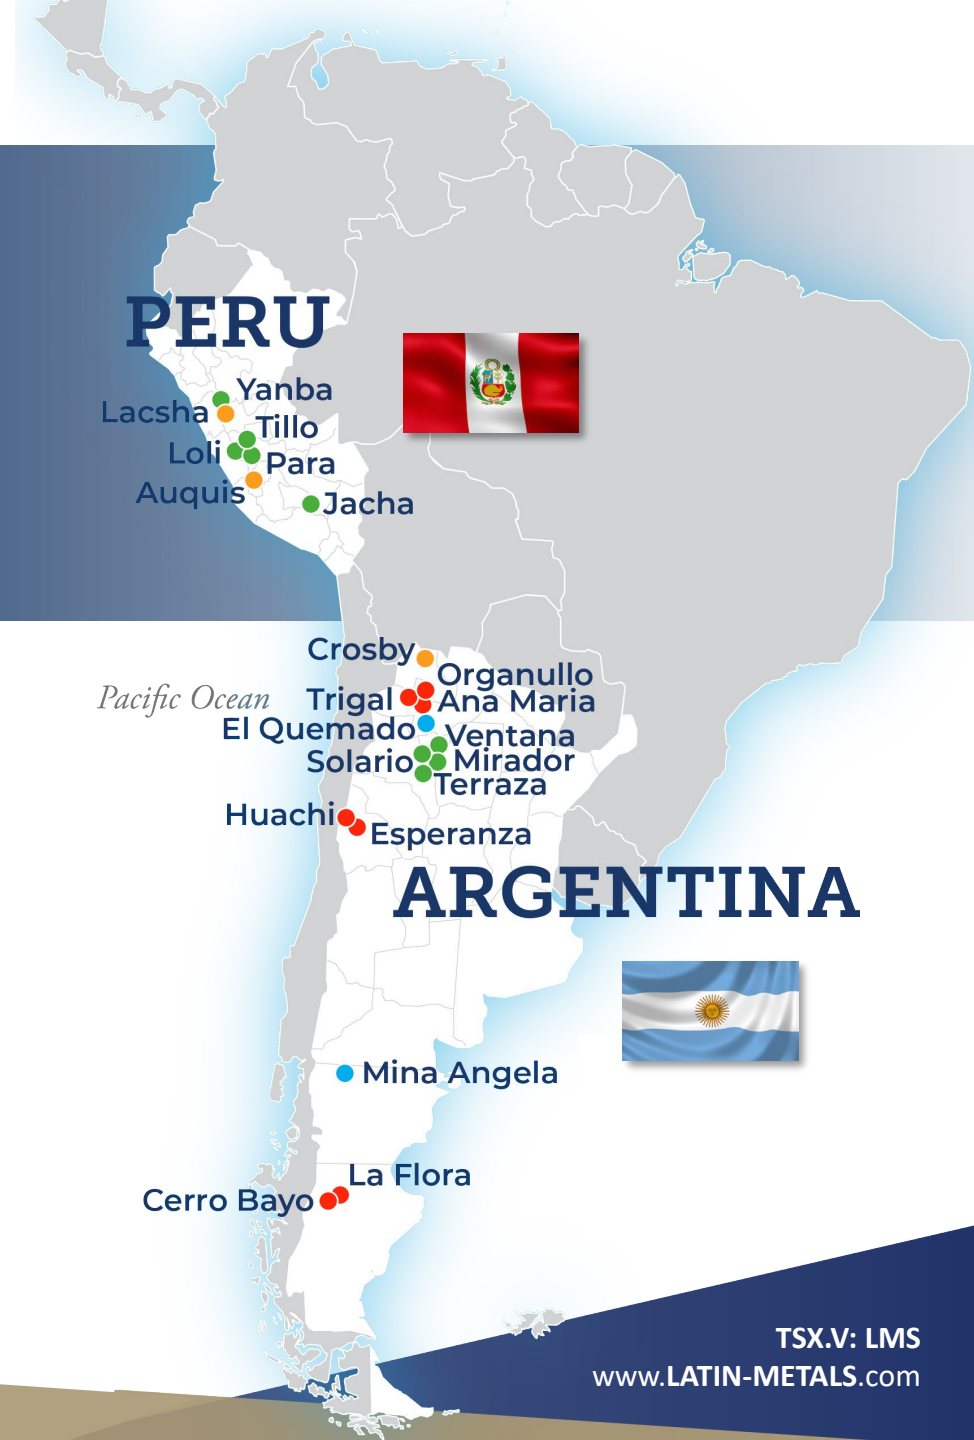 PERU
Yanba
Lacsha
Tillo
Loli
Para
Auquis
Jacha
Crosby
Organullo
Trigal
Ana Maria
El Quemado
Ventana
Solario
Mirador
Terraza
Huachi
Esperanza
Pacific Ocean
ARGENTINA
Mina Angela
La Flora
Cerro Bayo
TSX.V: LMS
www.LATIN-METALS.com